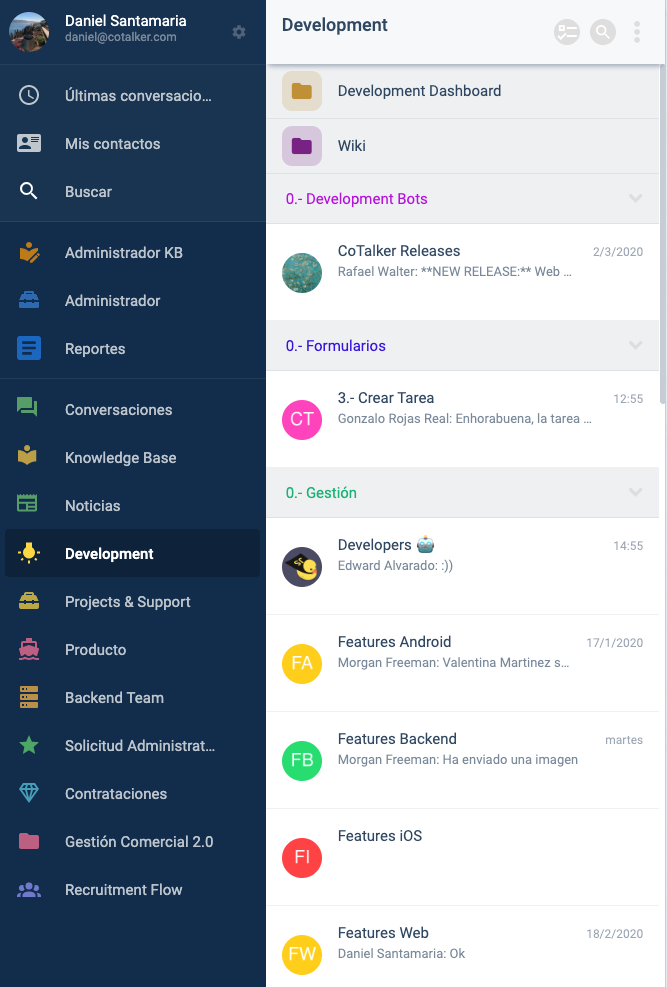 Daniel Santamaria
daniel@cotalker.com
Últimas conversacio...
Mis contactos
Buscar
Administrador KB
Administrador
Reportes
Conversaciones
Knowledge Base
Noticias
Development
Projects & Support
Producto
Backend Team
Solicitud Administrat...
Contrataciones
Gestión Comercial 2.0
Recruitment Flow
Development
Development Dashboard
Wiki
0.- Development Bots
CoTalker Releases 2/3/2020
Rafael Walter: **NEW RELEASE:** Web ...
0.- Formularios
CT
3.- Crear Tarea 12:55
Gonzalo Rojas Real: Enhorabuena, la tarea ...
0.- Gestión
Developers 🤖 14:55
Edward Alvarado: :))
FA
Features Android 17/1/2020
Morgan Freeman: Valentina Martinez s...
FB
Features Backend martes
Morgan Freeman: Ha enviado una imagen
FI
Features iOS
FW
Features Web 18/2/2020
Daniel Santamaria: Ok